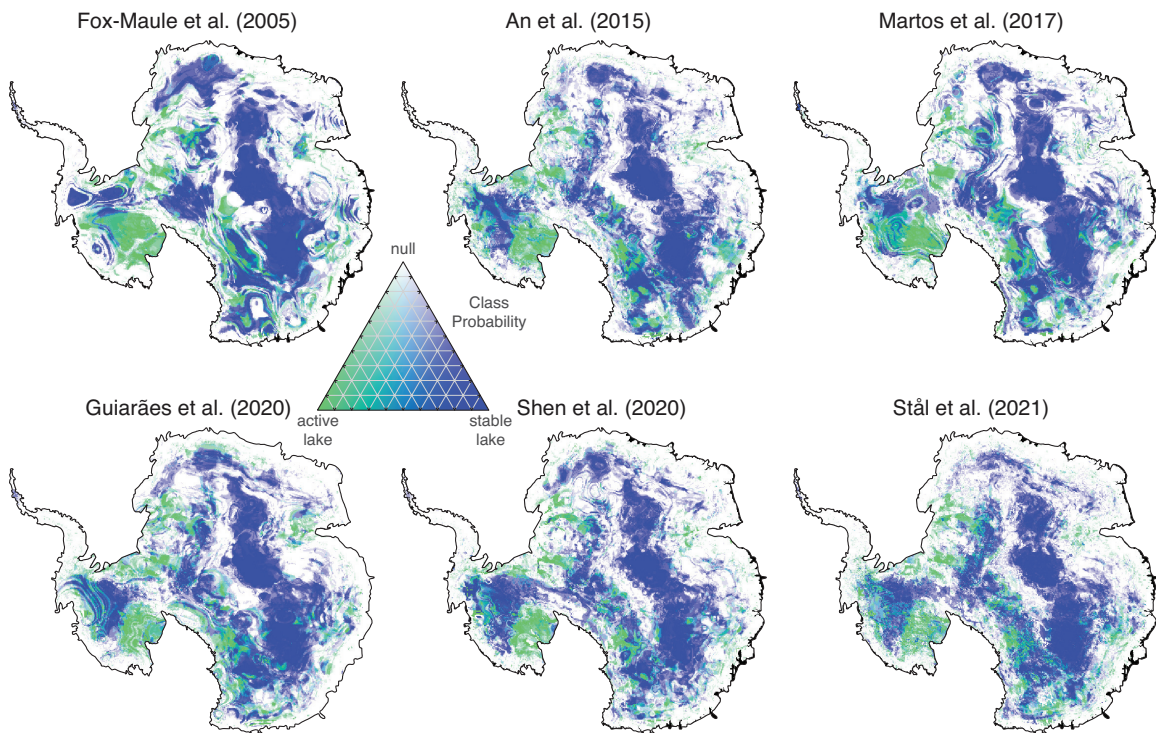 Fox-Maule et al. (2005)
An et al. (2015)
Martos et al. (2017)
null
Class
Probability
active
lake
stable
lake
Guiarães et al. (2020)
Shen et al. (2020)
Stål et al. (2021)